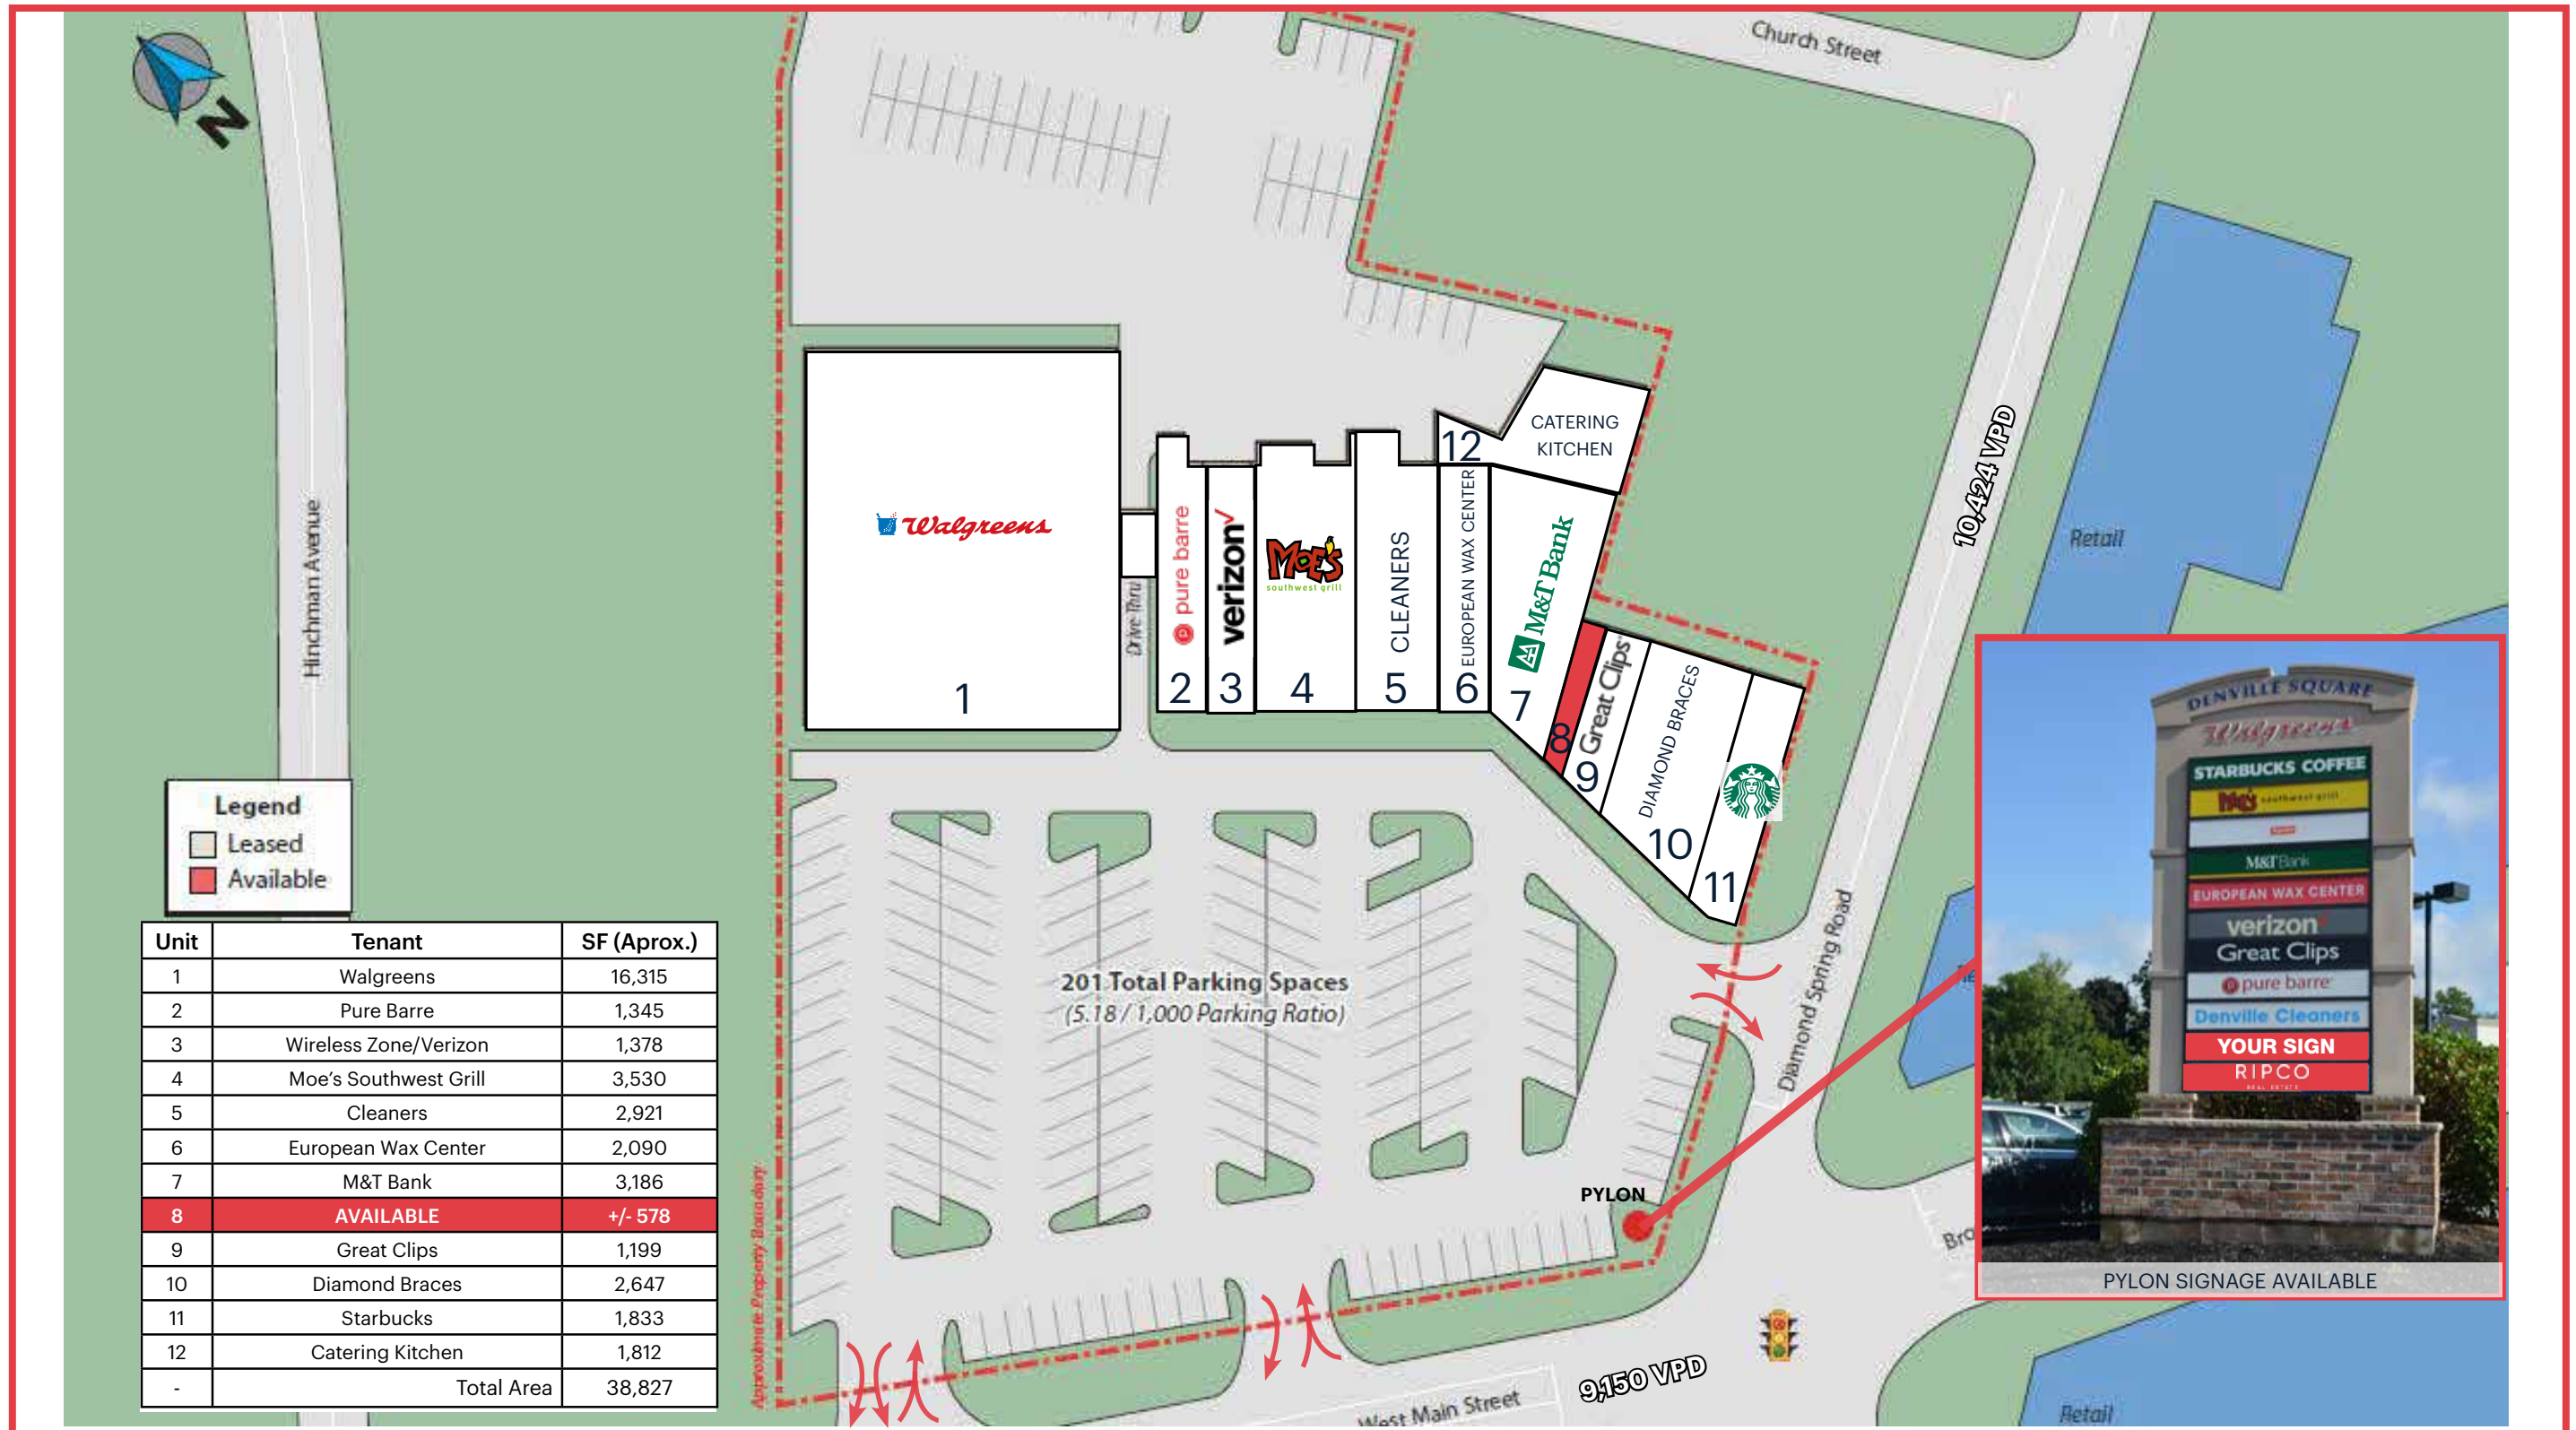 N
Church Street
Hinchman Avenue
10,424 VPD
Retail
Walgreens
1
Drive Thru
pure barre
2
verizon
3
MOE'S
southwest grill
4
CLEANERS
5
EUROPEAN WAX CENTER
6
12
CATERING
KITCHEN
M&T Bank
7
8
Great Clips
9
DIAMOND BRACES
10
11
Legend
Leased
Available
Unit Tenant SF (Aprox.)
1 Walgreens 16,315
2 Pure Barre 1,345
3 Wireless Zone/Verizon 1,378
4 Moe's Southwest Grill 3,530
5 Cleaners 2,921
6 European Wax Center 2,090
7 M&T Bank 3,186
8 AVAILABLE +/- 578
9 Great Clips 1,199
10 Diamond Braces 2,647
11 Starbucks 1,833
12 Catering Kitchen 1,812
- Total Area 38,827
Approximate Property Boundary
201 Total Parking Spaces
(5.18 / 1,000 Parking Ratio)
Diamond Spring Road
PYLON
West Main Street
9,150 VPD
Bro
Retail
DENVILLE SQUARE
Walgreens
STARBUCKS COFFEE
Moe's southwest grill
M&T Bank
EUROPEAN WAX CENTER
verizon
Great Clips
pure barre
Denville Cleaners
YOUR SIGN
RIPCO
REAL ESTATE
PYLON SIGNAGE AVAILABLE